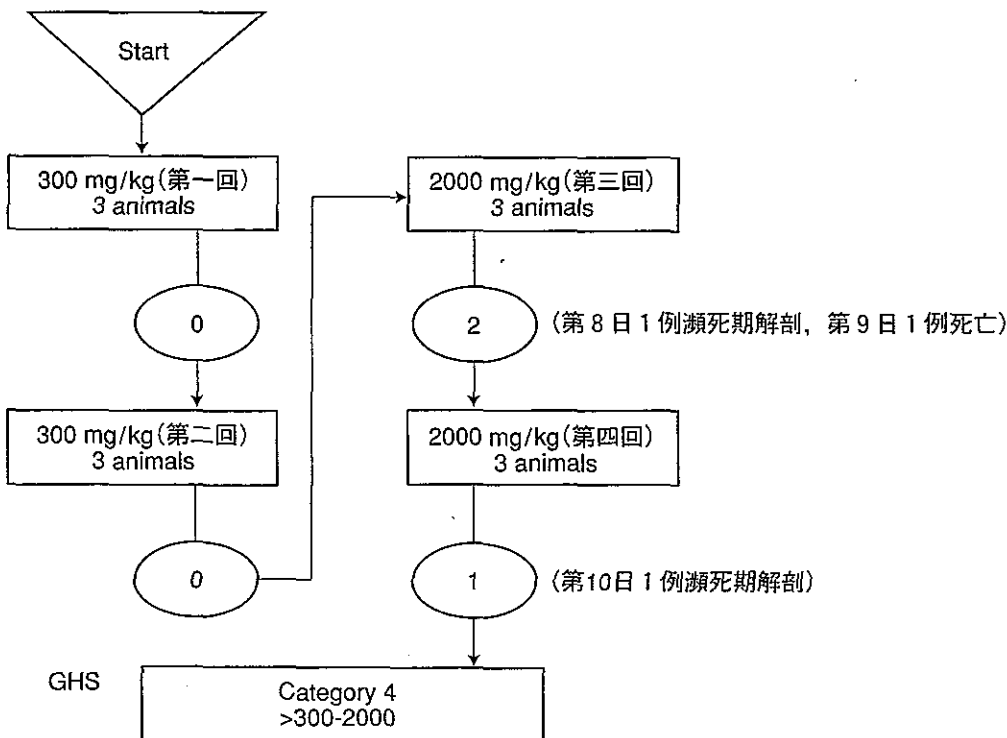 Start
300 mg/kg(第一回)
3 animals
0
300 mg/kg(第二回)
3 animals
0
2000 mg/kg(第三回)
3 animals
2
(第8日1例瀕死期解剖，第9日1例死亡)
2000 mg/kg(第四回)
3 animals
1
(第10日1例瀕死期解剖)
GHS
Category 4
>300-2000